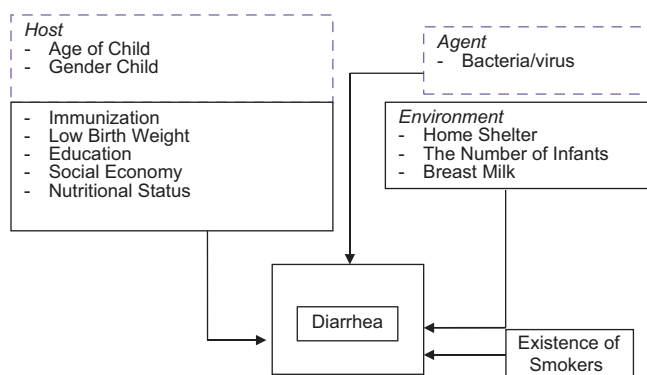 Host
- Age of Child
- Gender Child
- Immunization
- Low Birth Weight
- Education
- Social Economy
- Nutritional Status
Agent
- Bacteria/virus
Environment
- Home Shelter
- The Number of Infants
- Breast Milk
Diarrhea
Existence of
Smokers